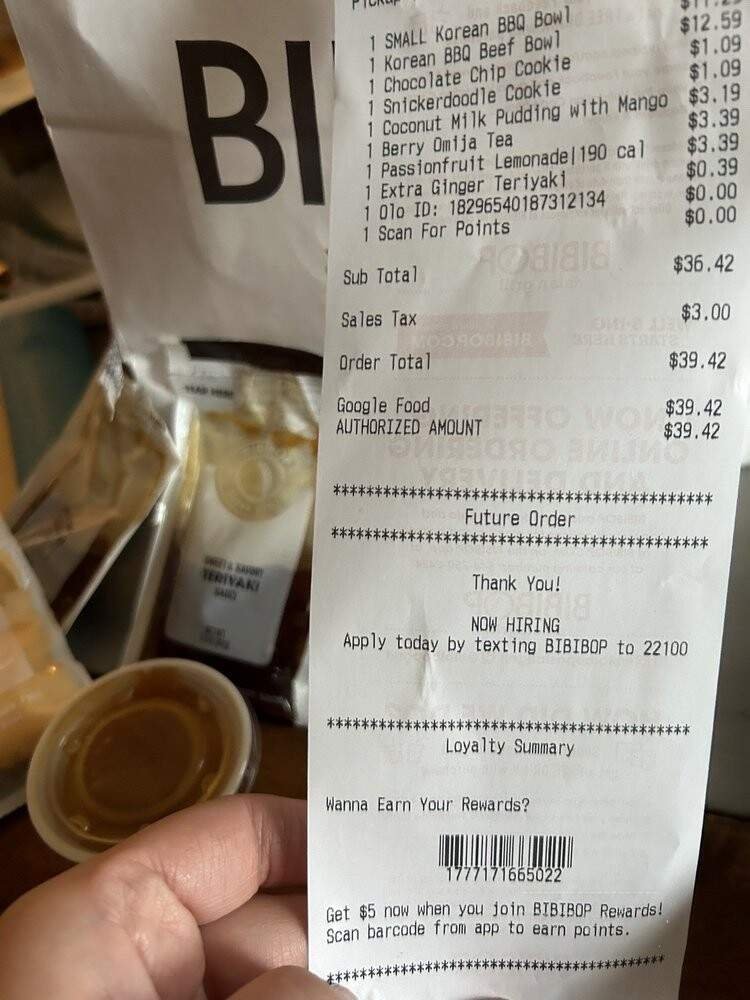 BI
Pickup
1 SMALL Korean BBQ Bowl $11.29
1 Korean BBQ Beef Bowl $12.59
1 Chocolate Chip Cookie $1.09
1 Snickerdoodle Cookie $1.09
1 Coconut Milk Pudding with Mango $3.19
1 Berry Omija Tea $3.39
1 Passionfruit Lemonade|190 cal $3.39
1 Extra Ginger Teriyaki $0.39
1 Olo ID: 18296540187312134 $0.00
1 Scan For Points $0.00
Sub Total $36.42
Sales Tax $3.00
Order Total $39.42
Google Food $39.42
AUTHORIZED AMOUNT $39.42
*********************************************
Future Order
*********************************************
Thank You!
NOW HIRING
Apply today by texting BIBIBOP to 22100
*********************************************
Loyalty Summary
Wanna Earn Your Rewards?
1777171665022
Get $5 now when you join BIBIBOP Rewards!
Scan barcode from app to earn points.
*********************************************
TERIYAKI